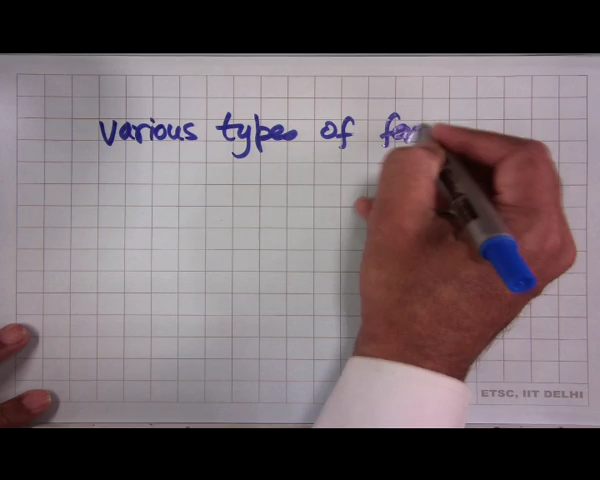 various types of
ETSC, IIT DELHI